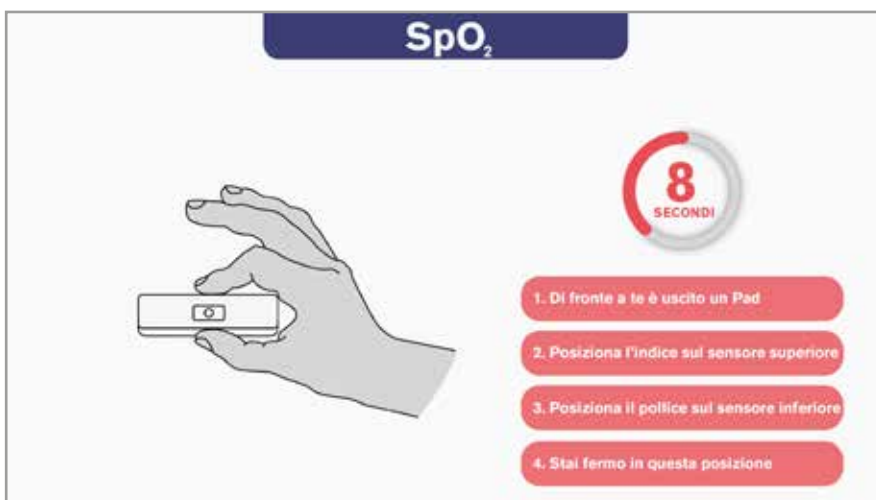 SpO₂
8
SECONDI
1. Di fronte a te è uscito un Pad
2. Posiziona l'indice sul sensore superiore
3. Posiziona il pollice sul sensore inferiore
4. Stai fermo in questa posizione